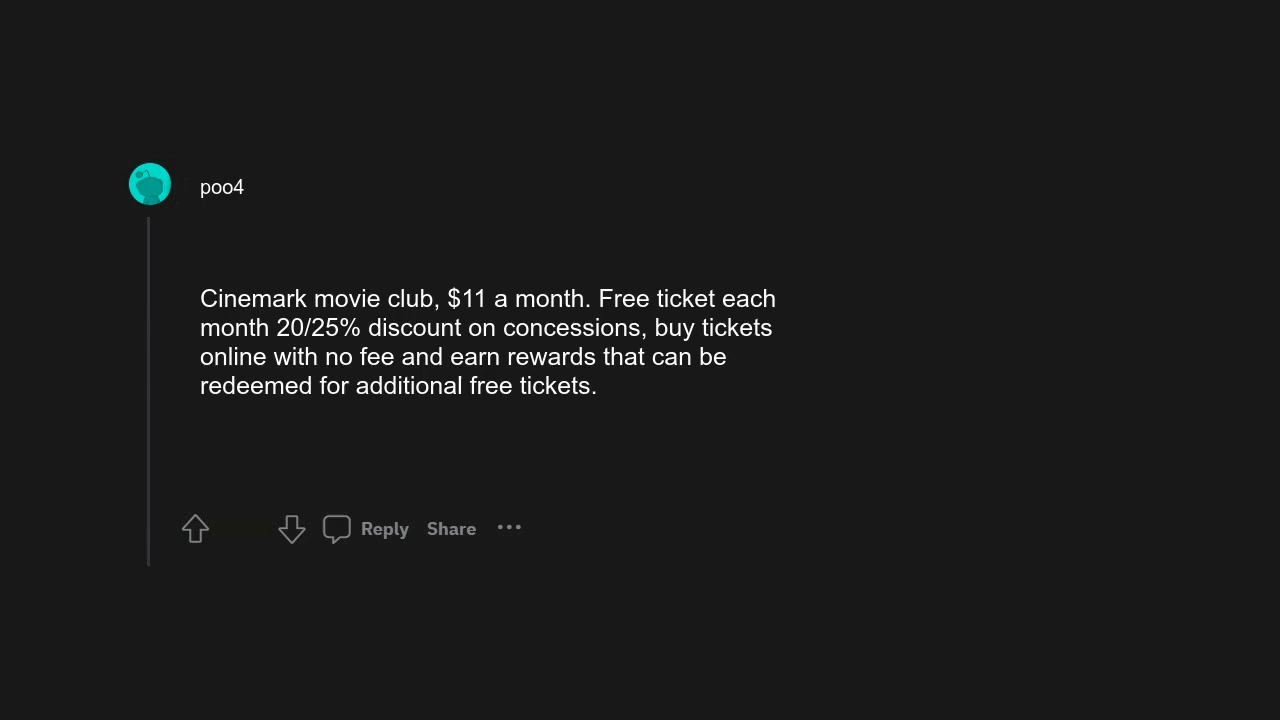 poo4
Cinemark movie club, $11 a month. Free ticket each
month 20/25% discount on concessions, buy tickets
online with no fee and earn rewards that can be
redeemed for additional free tickets.
Reply Share